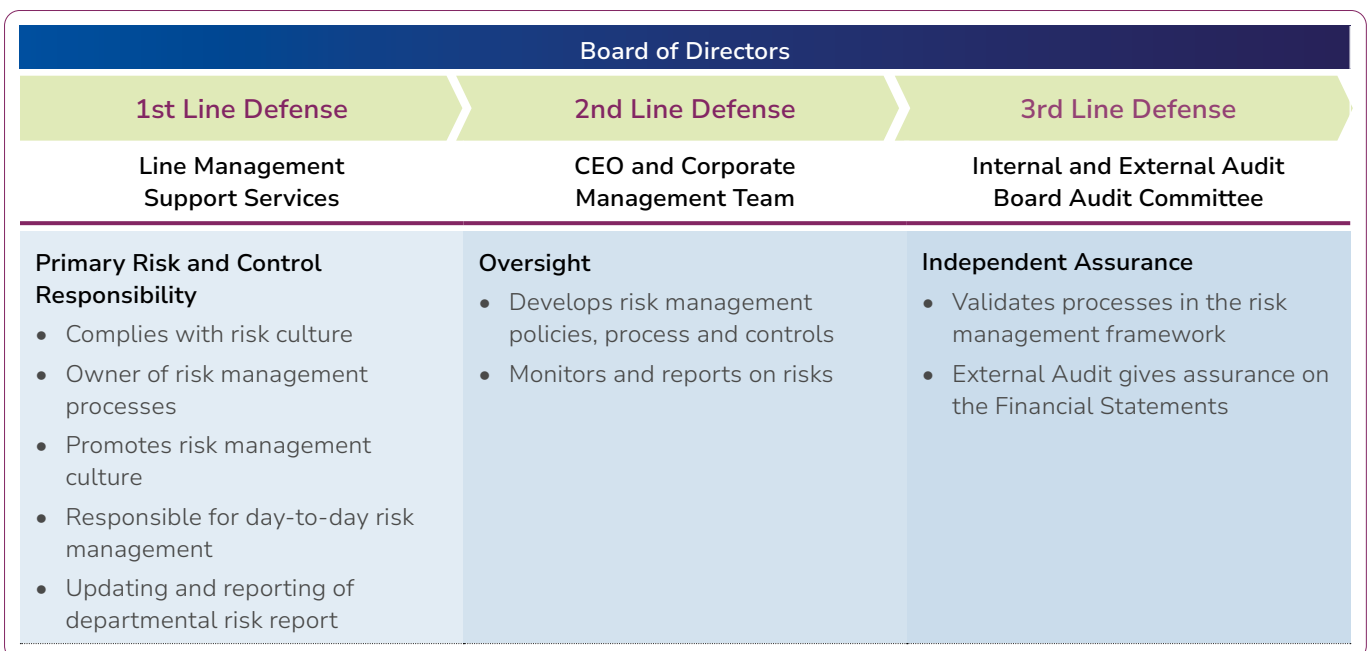 Board of Directors
1st Line Defense
2nd Line Defense
3rd Line Defense
Line Management
Support Services
CEO and Corporate
Management Team
Internal and External Audit
Board Audit Committee
Primary Risk and Control
Responsibility
• Complies with risk culture
• Owner of risk management
processes
• Promotes risk management
culture
• Responsible for day-to-day risk
management
• Updating and reporting of
departmental risk report
Oversight
• Develops risk management
policies, process and controls
• Monitors and reports on risks
Independent Assurance
• Validates processes in the risk
management framework
• External Audit gives assurance on
the Financial Statements